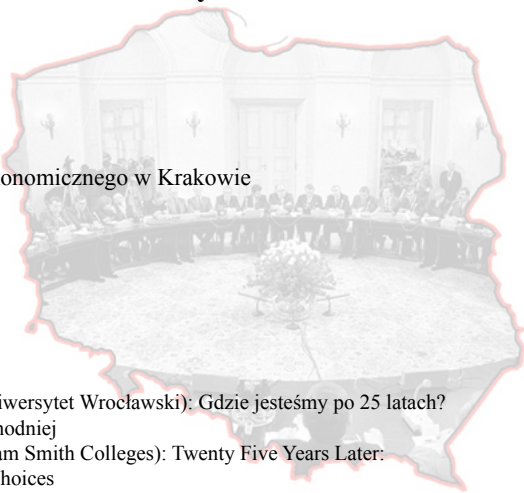 onomicznego w Krakowie
iwersytet Wrocławski): Gdzie jesteśmy po 25 latach?
hodniej
am Smith Colleges): Twenty Five Years Later:
hoices